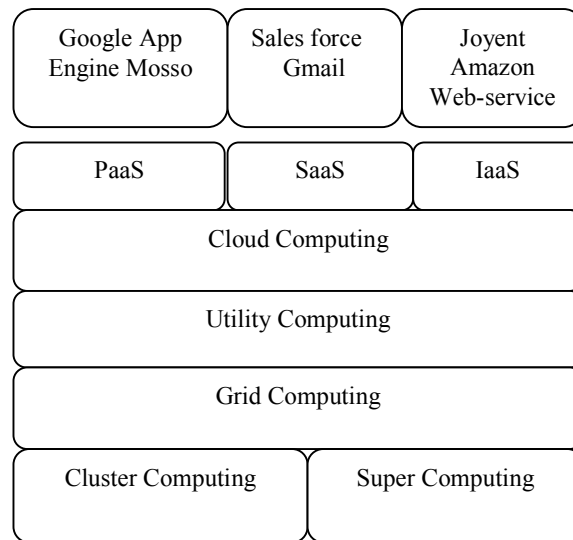 Google App
Engine Mosso
Sales force
Gmail
Joyent
Amazon
Web-service
PaaS
SaaS
IaaS
Cloud Computing
Utility Computing
Grid Computing
Cluster Computing
Super Computing